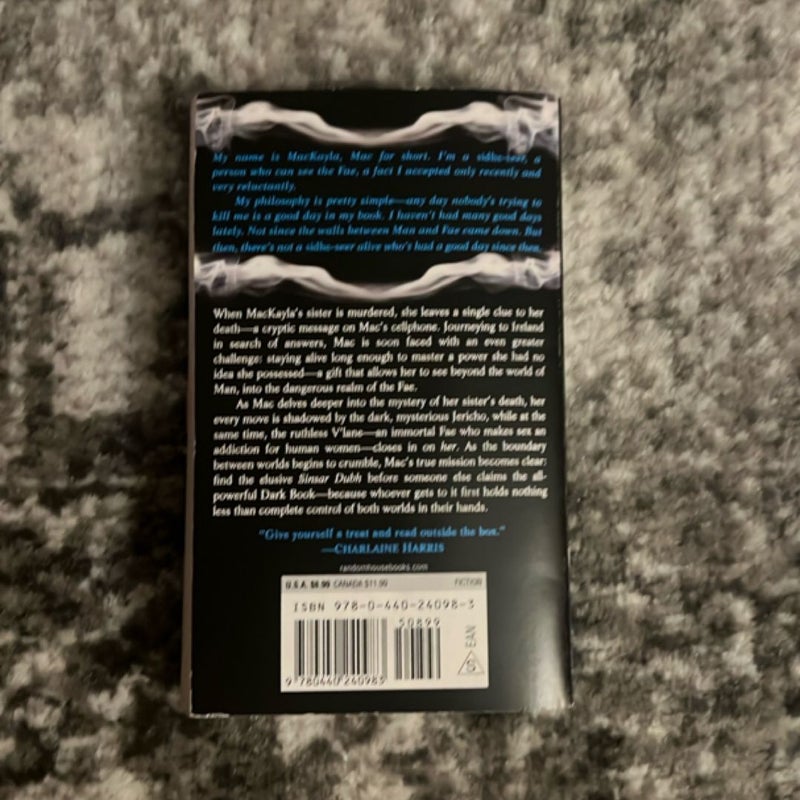 My name is MacKayla, Mac for short. I'm a sidhe-seer, a
person who can see the Fae, a fact I accepted only recently and
very reluctantly.
My philosophy is pretty simple—any day nobody's trying to
kill me is a good day in my book. I haven't had many good days
lately. Not since the walls between Man and Fae came down. But
then, there's not a sidhe-seer alive who's had a good day since then.
When MacKayla's sister is murdered, she leaves a single clue to her
death—a cryptic message on Mac's cellphone. Journeying to Ireland
in search of answers, Mac is soon faced with an even greater
challenge: staying alive long enough to master a power she had no
idea she possessed—a gift that allows her to see beyond the world of
Man, into the dangerous realm of the Fae.
As Mac delves deeper into the mystery of her sister's death, her
every move is shadowed by the dark, mysterious Jericho, while at the
same time, the ruthless V'lane—an immortal Fae who makes sex an
addiction for human women—closes in on her. As the boundary
between worlds begins to crumble, Mac's true mission becomes clear:
find the elusive Sinsar Dubh before someone else claims the all-
powerful Dark Book—because whoever gets to it first holds nothing
less than complete control of both worlds in their hands.
"Give yourself a treat and read outside the box."
—CHARLAINE HARRIS
randomhousebooks.com
U.S.A. $8.99 CANADA $11.99 FICTION
ISBN 978-0-440-24098-3
50899
9 780440 240983
S EAN